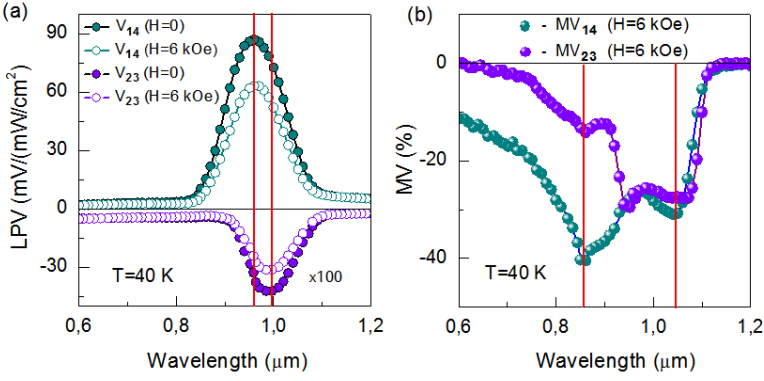 (a)
V14 (H=0)
V14 (H=6 kOe)
V23 (H=0)
V23 (H=6 kOe)
90
60
30
0
-30
LPV (mV/(mW/cm²)
T=40 K
x100
0,6 0,8 1,0 1,2
Wavelength (μm)
(b)
- MV14 (H=6 kOe)
- MV23 (H=6 kOe)
0
-20
-40
MV (%)
T=40 K
0,6 0,8 1,0 1,2
Wavelength (μm)